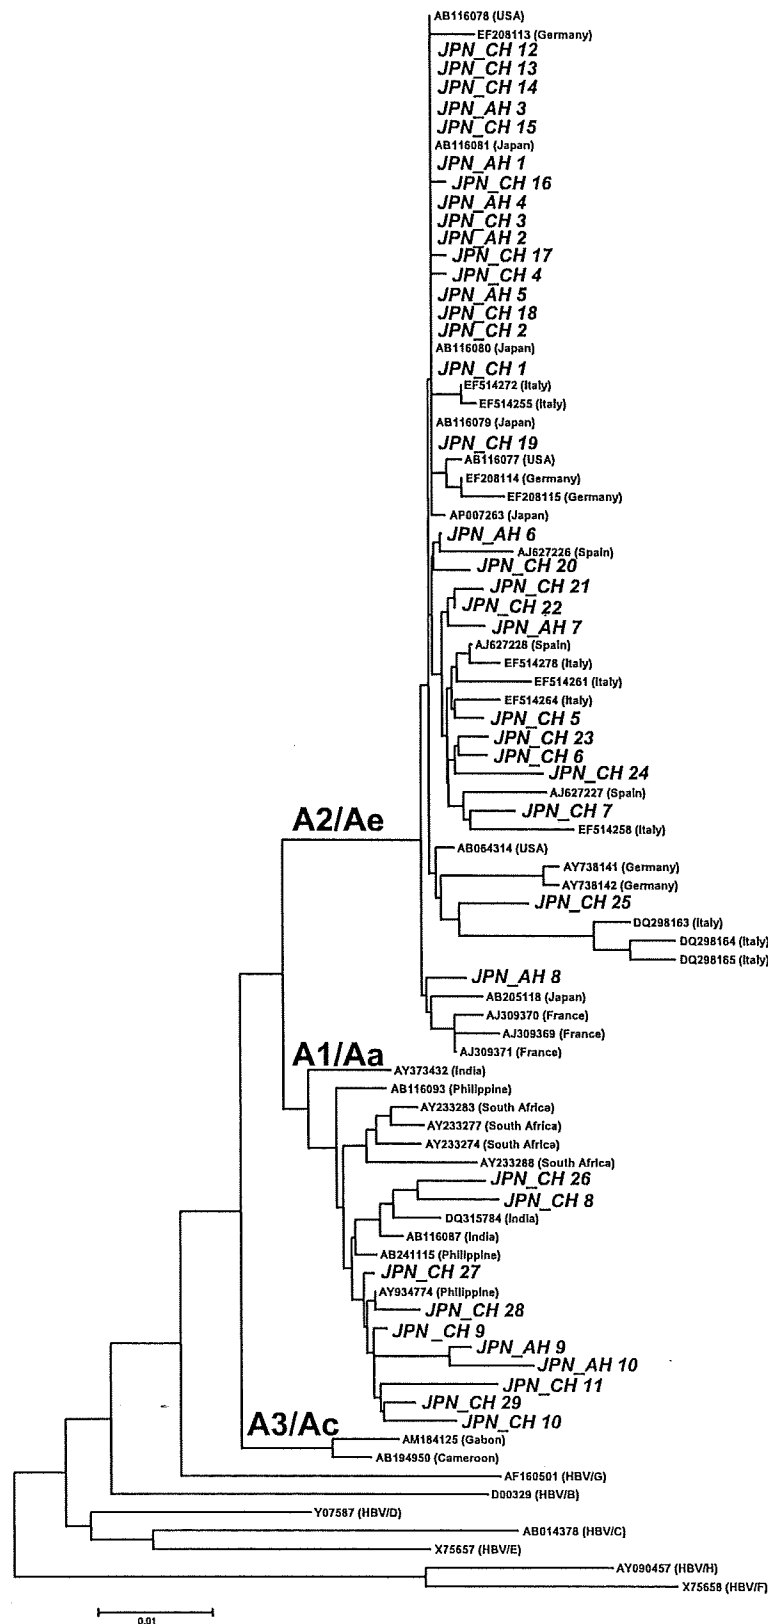 AB116078 (USA)
EF208113 (Germany)
JPN_CH 12
JPN_CH 13
JPN_CH 14
JPN_AH 3
JPN_CH 15
AB116081 (Japan)
JPN_AH 1
JPN_CH 16
JPN_AH 4
JPN_CH 3
JPN_AH 2
JPN_CH 17
JPN_CH 4
JPN_AH 5
JPN_CH 18
JPN_CH 2
AB116080 (Japan)
JPN_CH 1
EF514272 (Italy)
EF514255 (Italy)
AB116079 (Japan)
JPN_CH 19
AB116077 (USA)
EF208114 (Germany)
EF208115 (Germany)
AP007263 (Japan)
JPN_AH 6
AJ627226 (Spain)
JPN_CH 20
JPN_CH 21
JPN_CH 22
JPN_AH 7
AJ627228 (Spain)
EF514278 (Italy)
EF514261 (Italy)
EF514264 (Italy)
JPN_CH 5
JPN_CH 23
JPN_CH 6
JPN_CH 24
AJ627227 (Spain)
JPN_CH 7
A2/Ae
EF514258 (Italy)
AB064314 (USA)
AY738141 (Germany)
AY738142 (Germany)
JPN_CH 25
DQ298163 (Italy)
DQ298164 (Italy)
DQ298165 (Italy)
JPN_AH 8
AB205118 (Japan)
AJ309370 (France)
AJ309369 (France)
AJ309371 (France)
A1/Aa
AY373432 (India)
AB116093 (Philippine)
AY233283 (South Africa)
AY233277 (South Africa)
AY233274 (South Africa)
AY233288 (South Africa)
JPN_CH 26
JPN_CH 8
DQ315784 (India)
AB116087 (India)
AB241115 (Philippine)
JPN_CH 27
AY934774 (Philippine)
JPN_CH 28
JPN_CH 9
JPN_AH 9
JPN_AH 10
JPN_CH 11
JPN_CH 29
JPN_CH 10
A3/Ac
AM184125 (Gabon)
AB194950 (Cameroon)
AF160501 (HBV/G)
D00329 (HBV/B)
Y07587 (HBV/D)
AB014378 (HBV/C)
X75657 (HBV/E)
AY090457 (HBV/H)
X75658 (HBV/F)
0.01